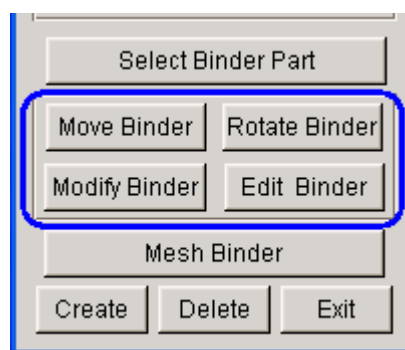 Select Binder Part
Move Binder Rotate Binder
Modify Binder Edit Binder
Mesh Binder
Create Delete Exit